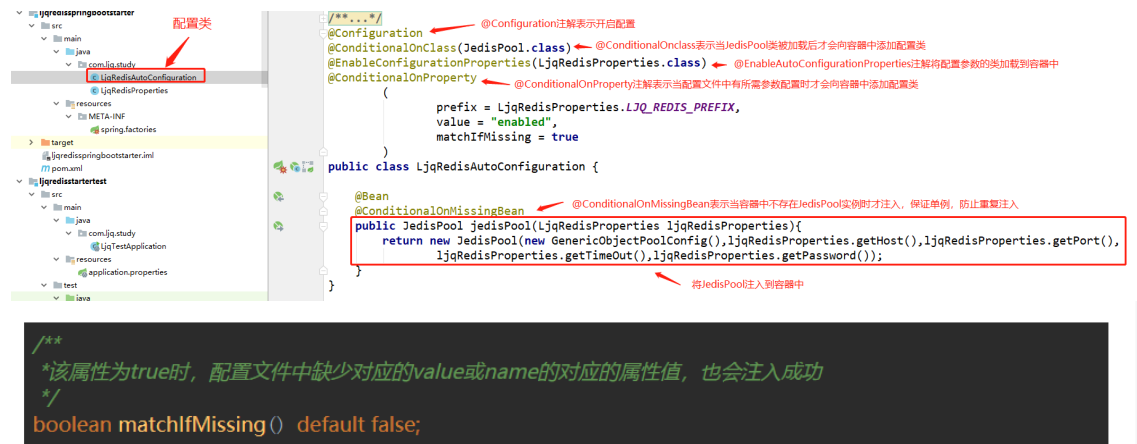 ljqredisspringbootstarter
src
main
java
com.ljq.study
LjqRedisAutoConfiguration
LjqRedisProperties
resources
META-INF
spring.factories
target
ljqredisspringbootstarter.iml
pom.xml
ljqredisstartertest
src
main
java
com.ljq.study
LjqTestApplication
resources
application.properties
test
java
配置类
/**...*/
@Configuration
@Configuration注解表示开启配置
@ConditionalOnClass(JedisPool.class)
@ConditionalOnclass表示当JedisPool类被加载后才会向容器中添加配置类
@EnableConfigurationProperties(LjqRedisProperties.class)
@EnableAutoConfigurationProperties注解将配置参数的类加载到容器中
@ConditionalOnProperty
@ConditionalOnProperty注解表示当配置文件中有所需参数配置时才会向容器中添加配置类
(
prefix = LjqRedisProperties.LJQ_REDIS_PREFIX,
value = "enabled",
matchIfMissing = true
)
public class LjqRedisAutoConfiguration {
@Bean
@ConditionalOnMissingBean
@ConditionalOnMissingBean表示当容器中不存在JedisPool实例时才注入，保证单例，防止重复注入
public JedisPool jedisPool(LjqRedisProperties ljqRedisProperties){
return new JedisPool(new GenericObjectPoolConfig(),ljqRedisProperties.getHost(),ljqRedisProperties.getPort(),
ljqRedisProperties.getTimeOut(),ljqRedisProperties.getPassword());
}
将JedisPool注入到容器中
}
/**
*该属性为true时，配置文件中缺少对应的value或name的对应的属性值，也会注入成功
*/
boolean matchIfMissing() default false;